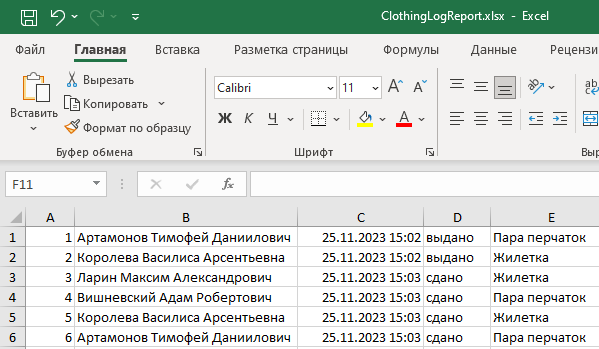 ClothingLogReport.xlsx - Excel
Файл Главная Вставка Разметка страницы Формулы Данные Рецензи
Вставить
Вырезать
Копировать
Формат по образцу
Буфер обмена
Calibri 11 A A
Ж К Ч А
Шрифт
ab
c
Выр
F11 fx
A B C D E
1 1 Артамонов Тимофей Даниилович 25.11.2023 15:02 выдано Пара перчаток
2 2 Королева Василиса Арсентьевна 25.11.2023 15:02 выдано Жилетка
3 3 Ларин Максим Александрович 25.11.2023 15:03 сдано Жилетка
4 4 Вишневский Адам Робертович 25.11.2023 15:03 сдано Пара перчаток
5 5 Королева Василиса Арсентьевна 25.11.2023 15:03 сдано Жилетка
6 6 Артамонов Тимофей Даниилович 25.11.2023 15:03 сдано Пара перчаток